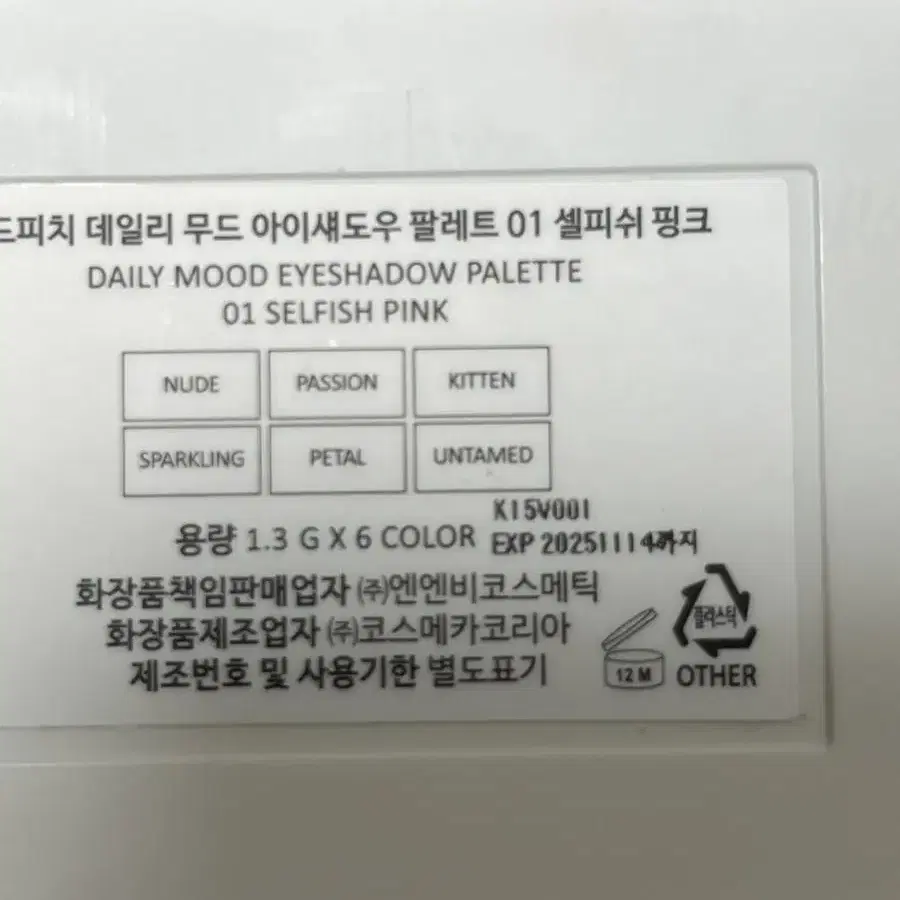 드피치 데일리 무드 아이섀도우 팔레트 01 셀피쉬 핑크
DAILY MOOD EYESHADOW PALETTE
01 SELFISH PINK
NUDE PASSION KITTEN
SPARKLING PETAL UNTAMED
K15V001
용량 1.3 G X 6 COLOR EXP 20251114까지
화장품책임판매업자 ㈜엔엔비코스메틱
화장품제조업자 ㈜코스메카코리아
제조번호 및 사용기한 별도표기
12 M
플라스틱
OTHER